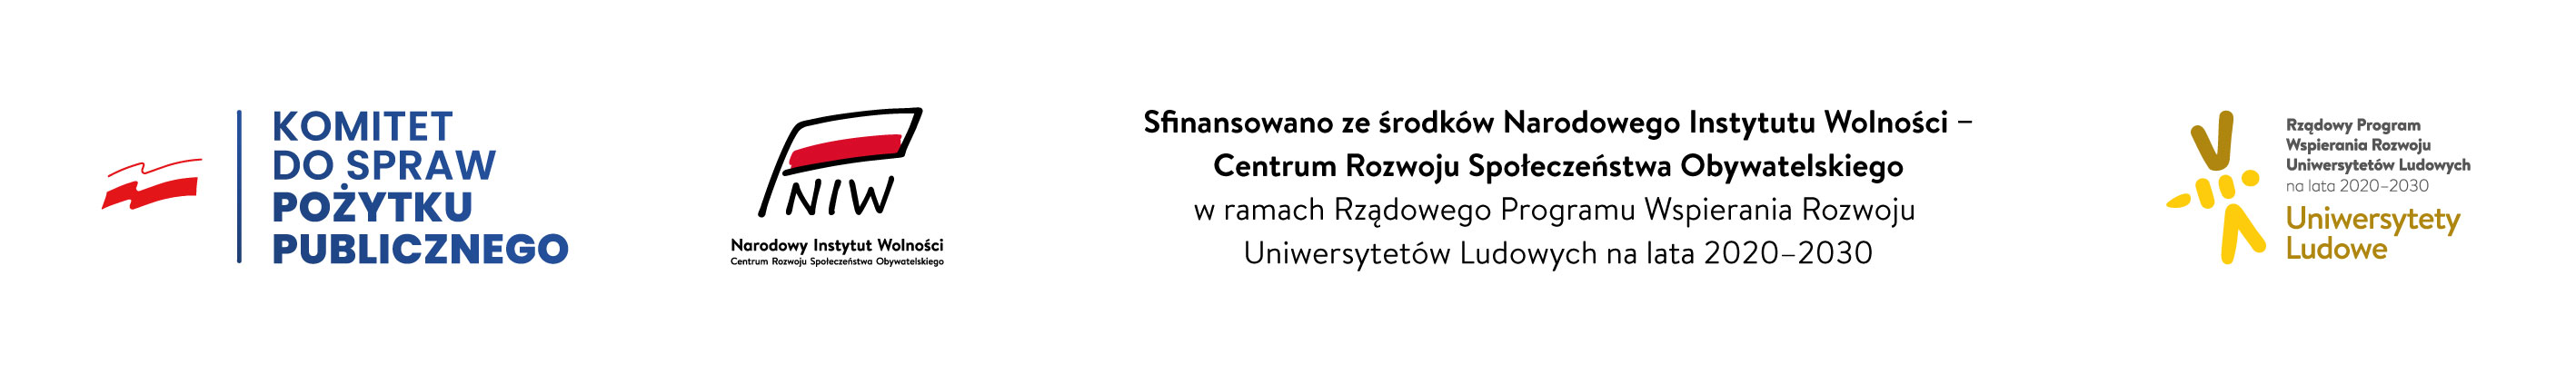 KOMITET
DO SPRAW
POŻYTKU
PUBLICZNEGO
NIW
Narodowy Instytut Wolności
Centrum Rozwoju Społeczeństwa Obywatelskiego
Sfinansowano ze środków Narodowego Instytutu Wolności –
Centrum Rozwoju Społeczeństwa Obywatelskiego
w ramach Rządowego Programu Wspierania Rozwoju
Uniwersytetów Ludowych na lata 2020–2030
Rządowy Program
Wspierania Rozwoju
Uniwersytetów Ludowych
na lata 2020–2030
Uniwersytety
Ludowe